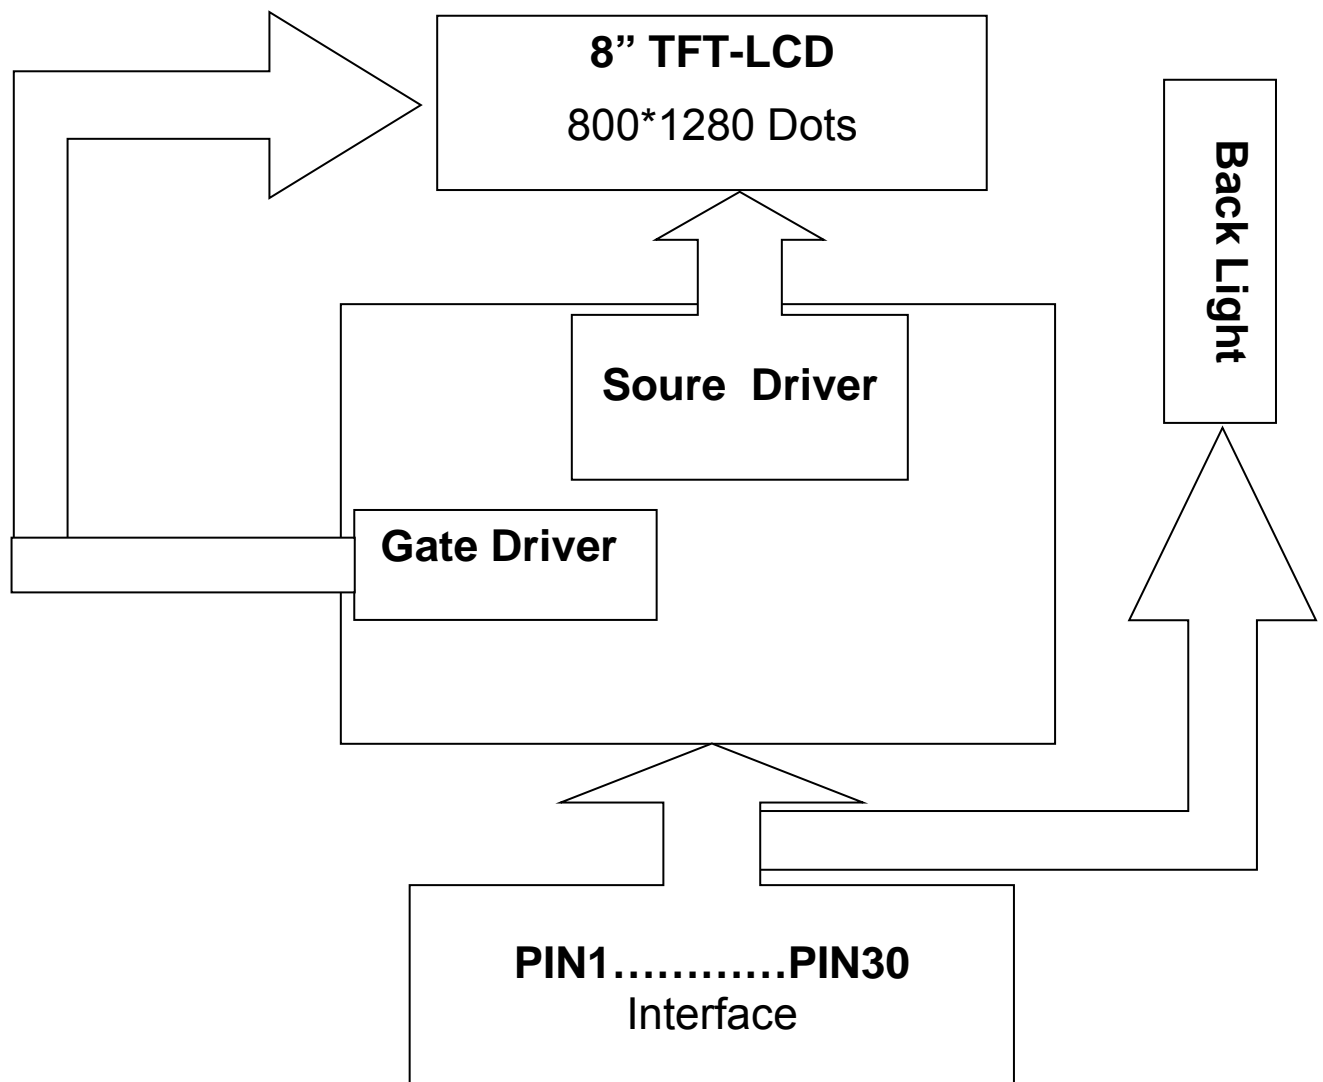 8” TFT-LCD
800*1280 Dots
Back Light
Soure  Driver
Gate Driver
PIN1…………PIN30
Interface